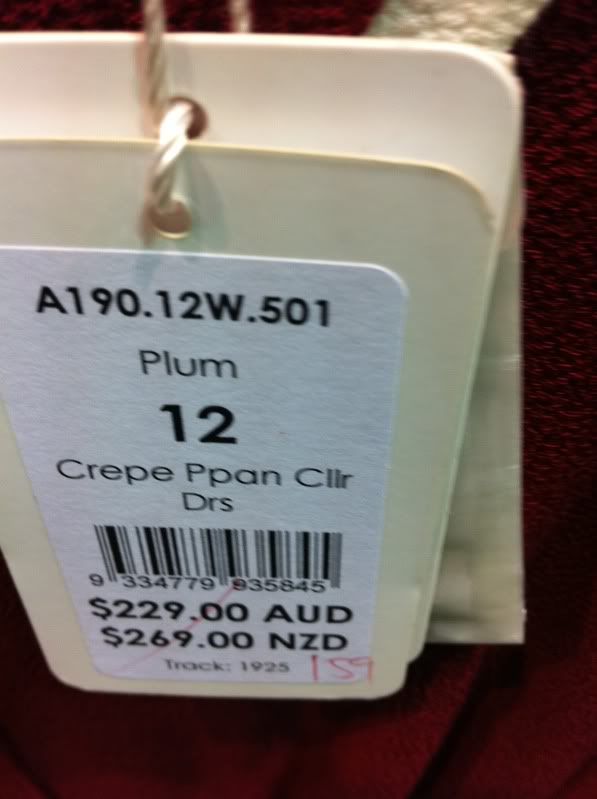 A190.12W.501
Plum
12
Crepe Ppan Cllr
Drs
9 334779 935845
$229.00 AUD
$269.00 NZD
Track: 1925 159